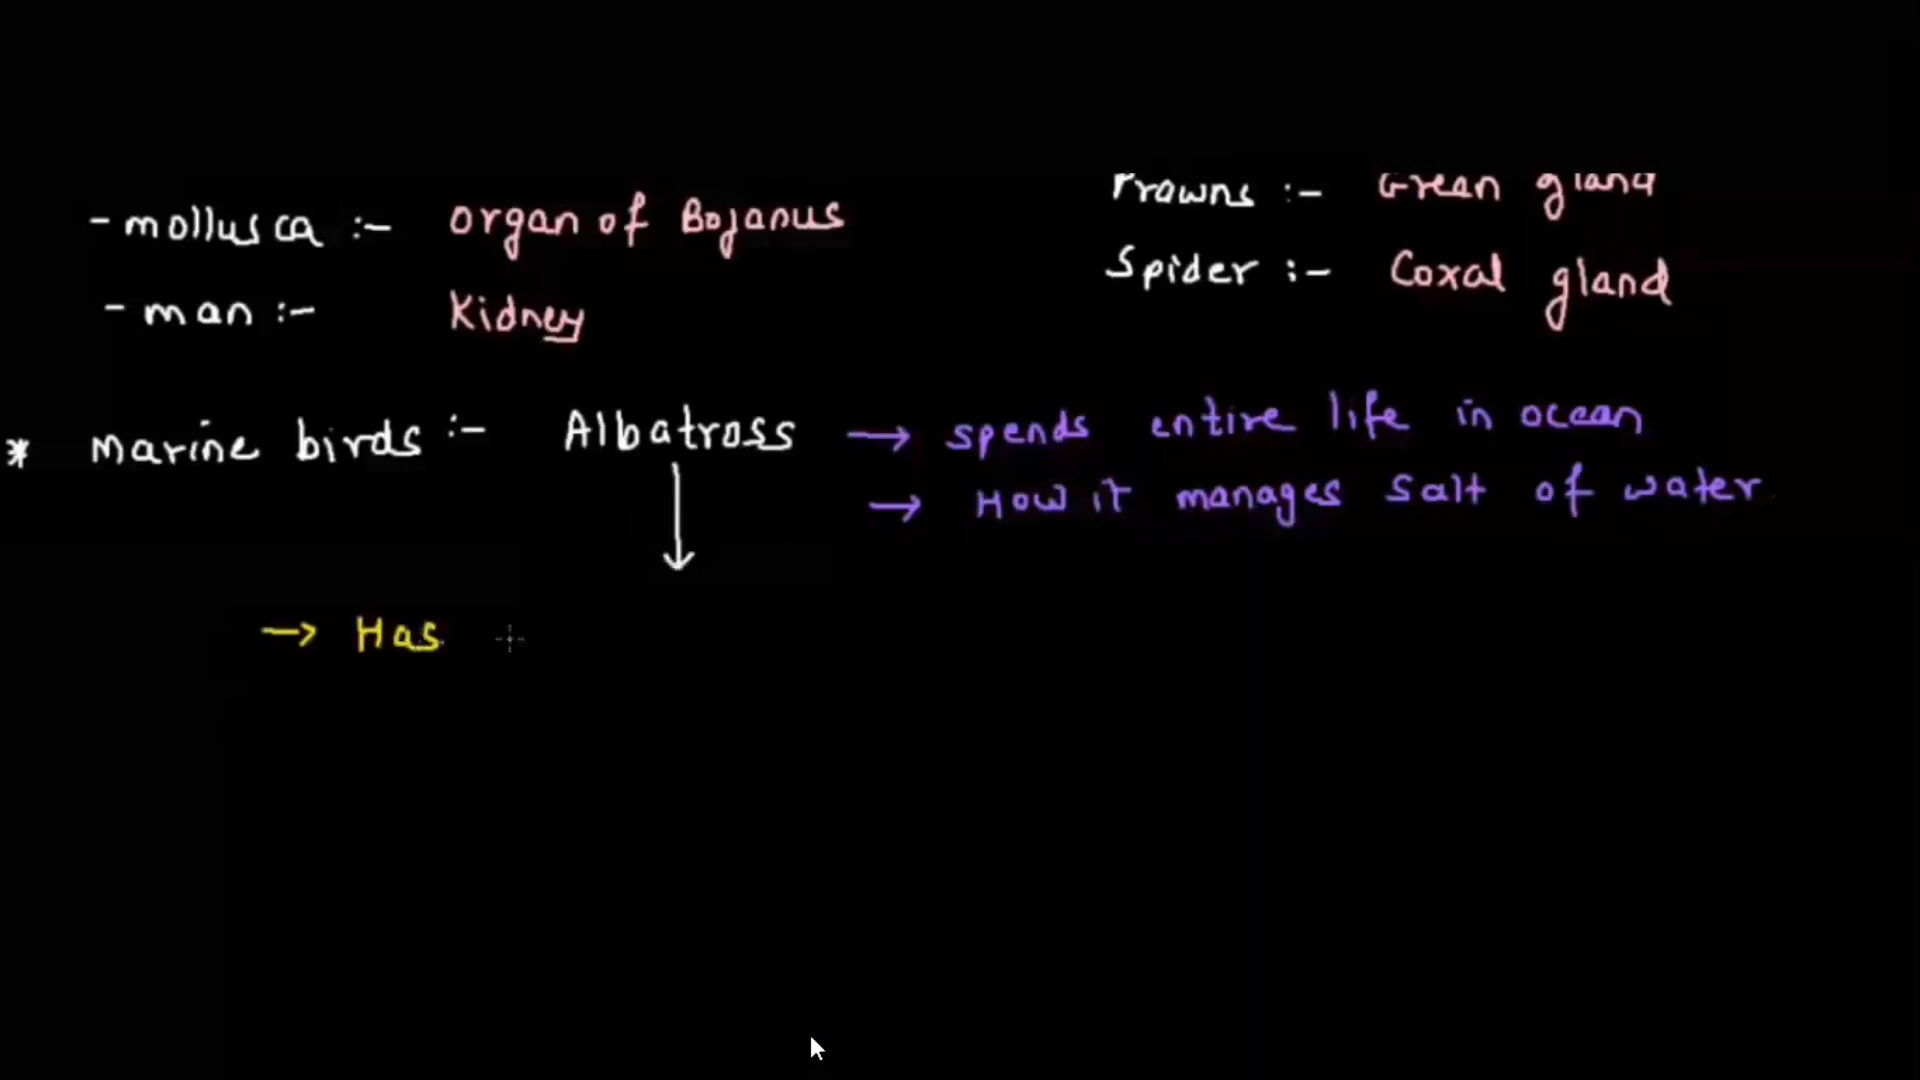 - mollusca :- organ of Bojanus
Prawns :- Green gland
- man :- Kidney
Spider :- Coxal gland
* Marine birds :- Albatross → spends entire life in ocean
→ How it manages salt of water
→ Has